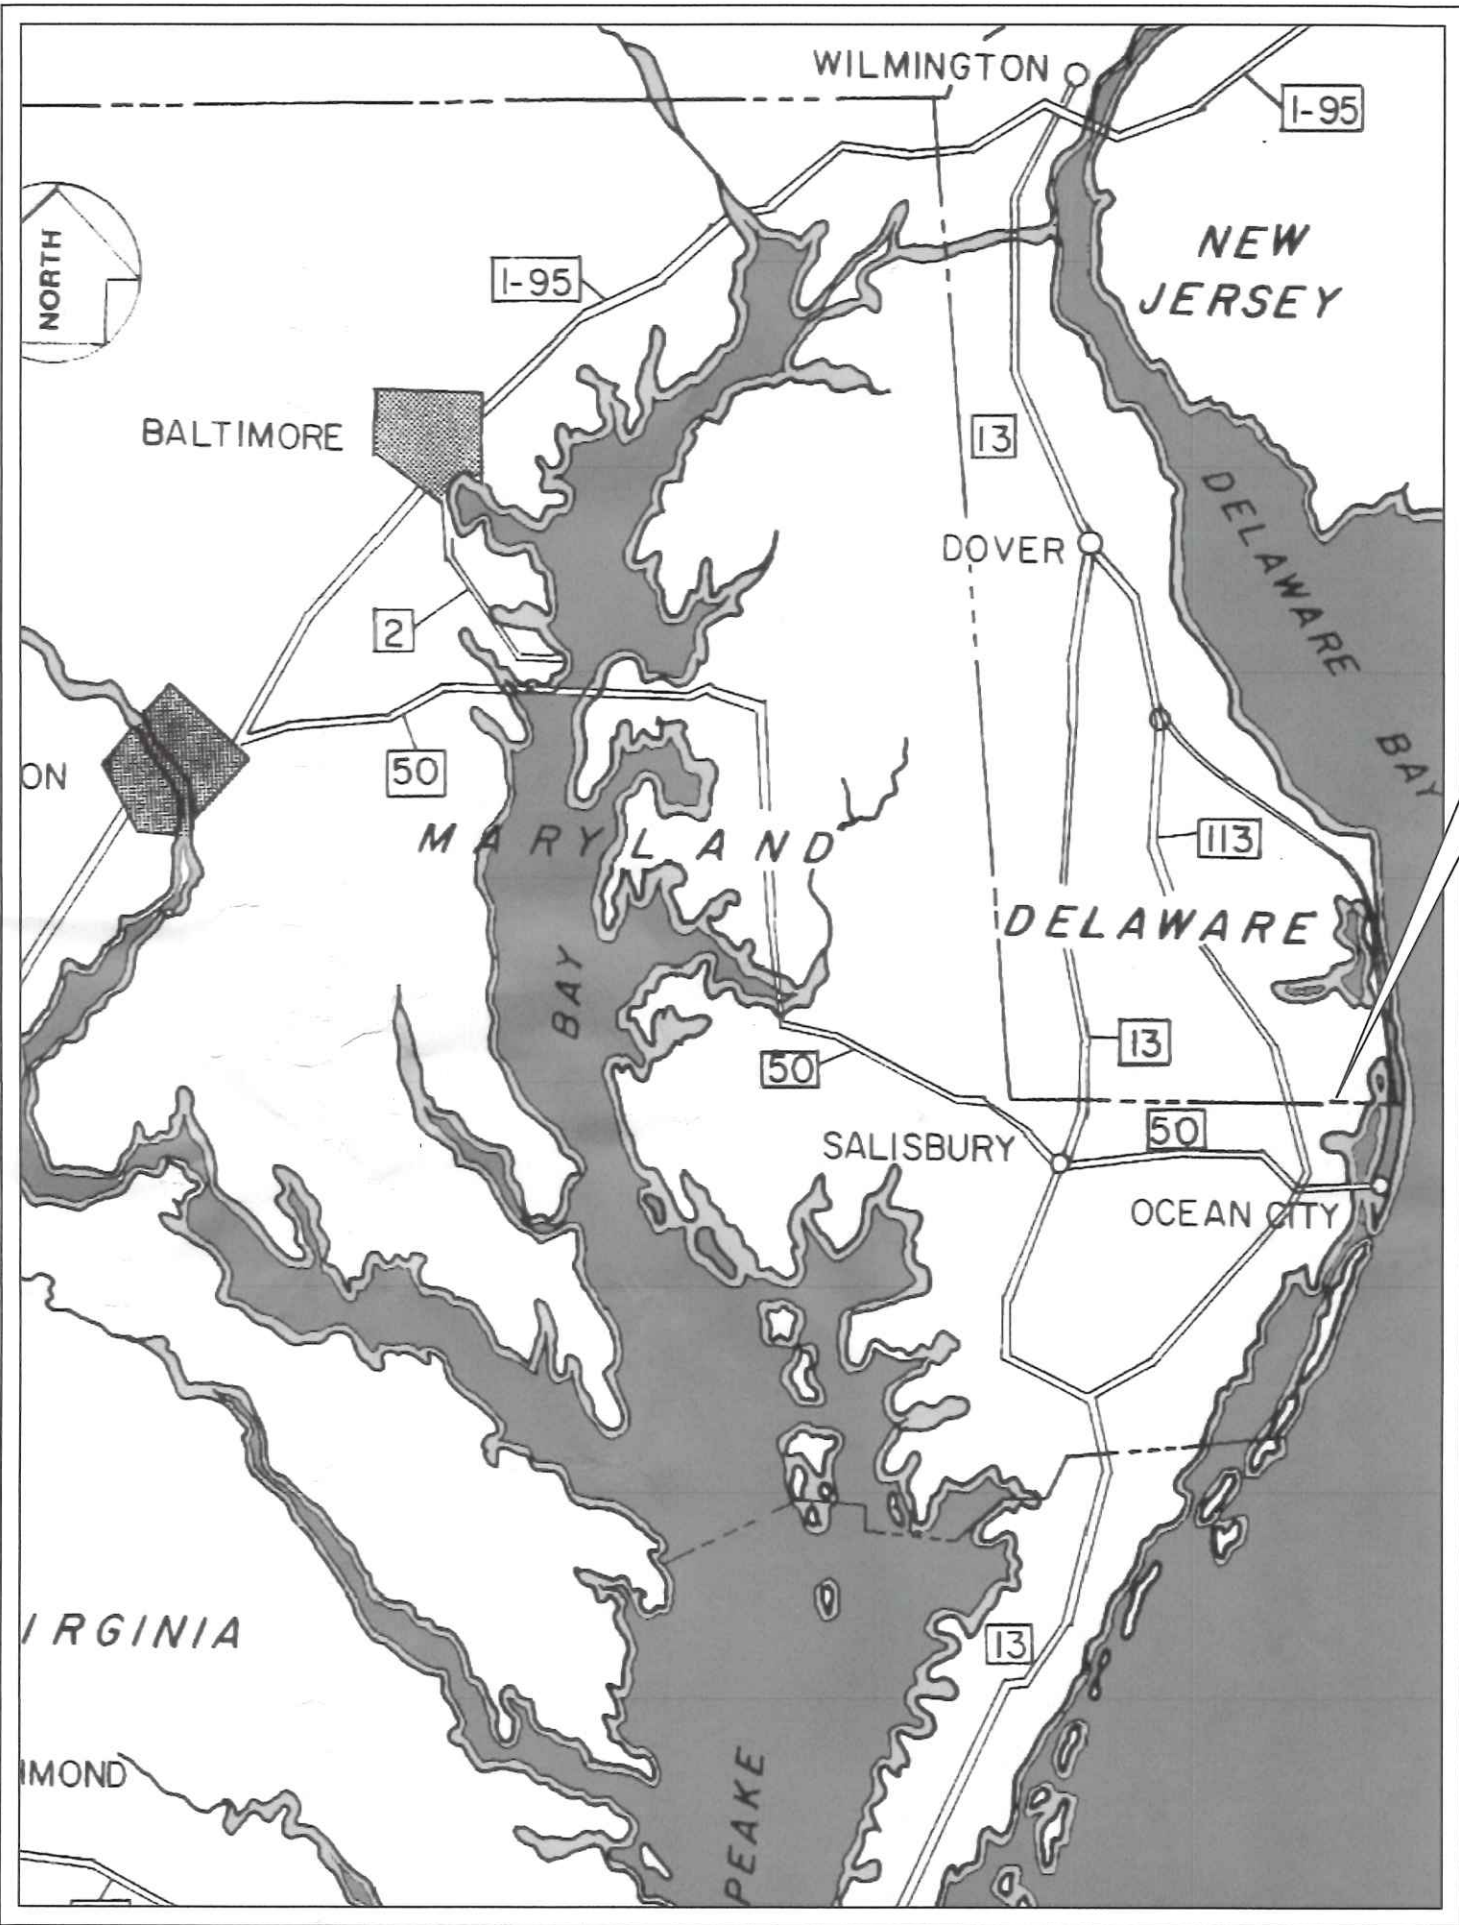 WILMINGTON
I-95
NORTH
NEW
JERSEY
I-95
BALTIMORE
13
DELAWARE
BAY
DOVER
2
50
ON
MARYLAND
113
DELAWARE
BAY
13
50
50
SALISBURY
OCEAN CITY
IRGINIA
13
MOND
PEAKE